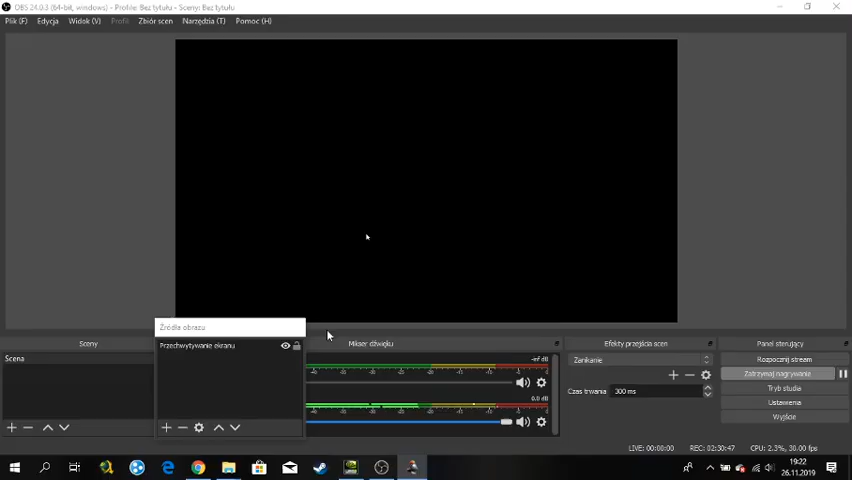 OBS 24.0.3 (64-bit, windows) - Profile: Bez tytułu - Sceny: Bez tytułu
Plik (F) Edycja Widok (V) Profil Zbiór scen Narzędzia (T) Pomoc (H)
Źródła obrazu
Przechwytywanie ekranu
Sceny
Scena
Mikser dźwięku
-inf dB
0.0 dB
Efekty przejścia scen
Zanikanie
Czas trwania 300 ms
Panel sterujący
Rozpocznij stream
Zatrzymaj nagrywanie
Tryb studia
Ustawienia
Wyjście
LIVE: 00:00:00 REC: 02:30:47 CPU: 2.3%, 30.00 fps
19:22
26.11.2019